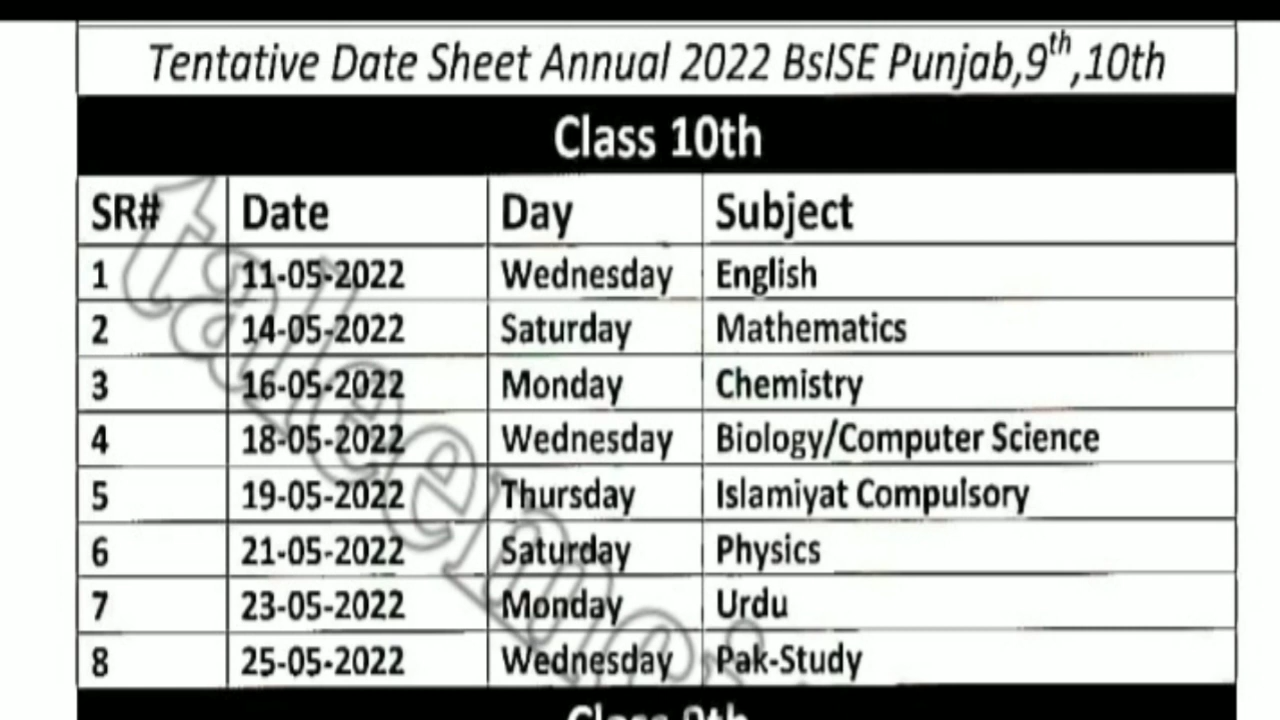 Tentative Date Sheet Annual 2022 BsISE Punjab,9th,10th
Class 10th
SR# Date Day Subject
1 11-05-2022 Wednesday English
2 14-05-2022 Saturday Mathematics
3 16-05-2022 Monday Chemistry
4 18-05-2022 Wednesday Biology/Computer Science
5 19-05-2022 Thursday Islamiyat Compulsory
6 21-05-2022 Saturday Physics
7 23-05-2022 Monday Urdu
8 25-05-2022 Wednesday Pak-Study
Class 9th